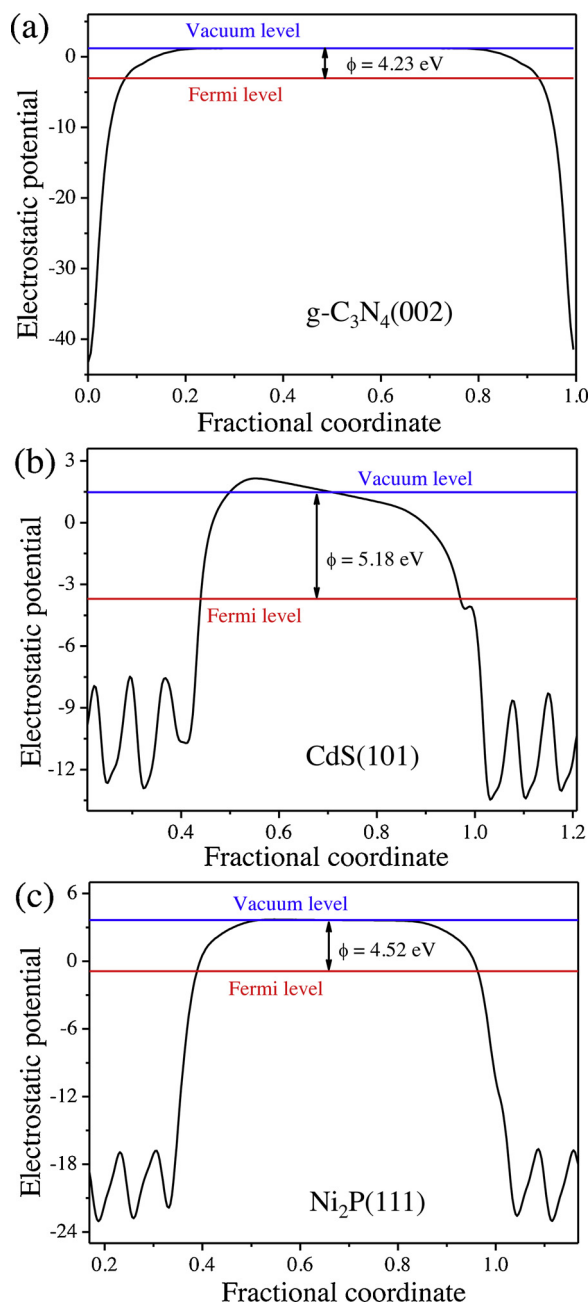 (a)
Vacuum level
ϕ = 4.23 eV
Fermi level
g-C₃N₄(002)
Electrostatic potential
0
-10
-20
-30
-40
0.0 0.2 0.4 0.6 0.8 1.0
Fractional coordinate
(b)
Vacuum level
ϕ = 5.18 eV
Fermi level
CdS(101)
Electrostatic potential
3
0
-3
-6
-9
-12
0.4 0.6 0.8 1.0 1.2
Fractional coordinate
(c)
Vacuum level
ϕ = 4.52 eV
Fermi level
Ni₂P(111)
Electrostatic potential
6
0
-6
-12
-18
-24
0.2 0.4 0.6 0.8 1.0
Fractional coordinate